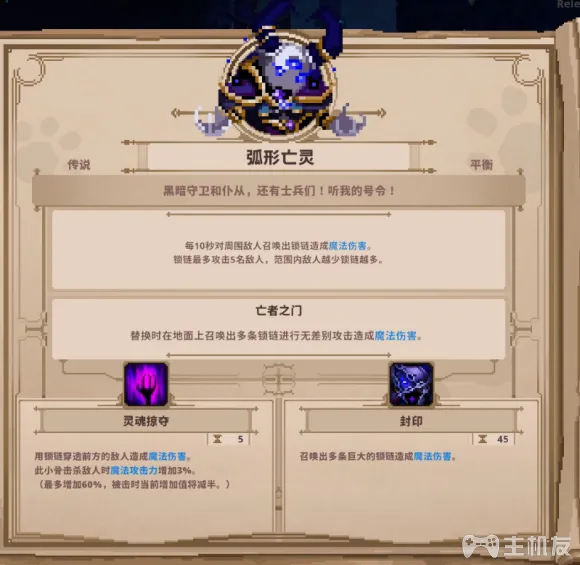 Rele
弧形亡灵
传说
平衡
黑暗守卫和仆从，还有士兵们！听我的号令！
每10秒对周围敌人召唤出锁链造成魔法伤害。
锁链最多攻击5名敌人，范围内敌人越少锁链越多。
亡者之门
替换时在地面上召唤出多条锁链进行无差别攻击造成魔法伤害。
灵魂掠夺
封印
5
45
用锁链穿透前方的敌人造成魔法伤害。
此小骨击杀敌人时魔法攻击力增加3%。
（最多增加60%，被击时当前增加值将减半。）
召唤出多条巨大的锁链造成魔法伤害。
主机友